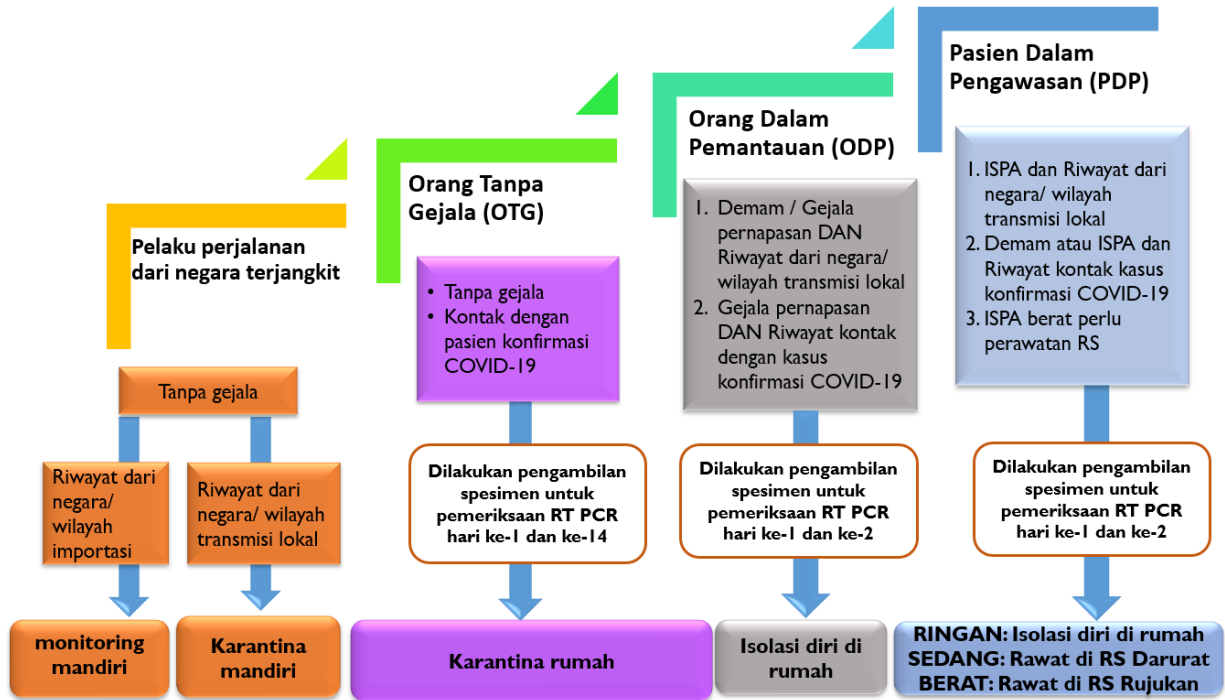 Pelaku perjalanan
dari negara terjangkit
Tanpa gejala
Riwayat dari
negara/
wilayah
importasi
Riwayat dari
negara/ wilayah
transmisi lokal
monitoring
mandiri
Karantina
mandiri
Orang Tanpa
Gejala (OTG)
• Tanpa gejala
• Kontak dengan
pasien konfirmasi
COVID-19
Dilakukan pengambilan
spesimen untuk
pemeriksaan RT PCR
hari ke-1 dan ke-14
Karantina rumah
Orang Dalam
Pemantauan (ODP)
1. Demam / Gejala
pernapasan DAN
Riwayat dari negara/
wilayah transmisi lokal
2. Gejala pernapasan
DAN Riwayat kontak
dengan kasus
konfirmasi COVID-19
Dilakukan pengambilan
spesimen untuk
pemeriksaan RT PCR
hari ke-1 dan ke-2
Isolasi diri di
rumah
Pasien Dalam
Pengawasan (PDP)
1. ISPA dan Riwayat dari
negara/ wilayah
transmisi lokal
2. Demam atau ISPA dan
Riwayat kontak kasus
konfirmasi COVID-19
3. ISPA berat perlu
perawatan RS
Dilakukan pengambilan
spesimen untuk
pemeriksaan RT PCR
hari ke-1 dan ke-2
RINGAN: Isolasi diri di rumah
SEDANG: Rawat di RS Darurat
BERAT: Rawat di RS Rujukan